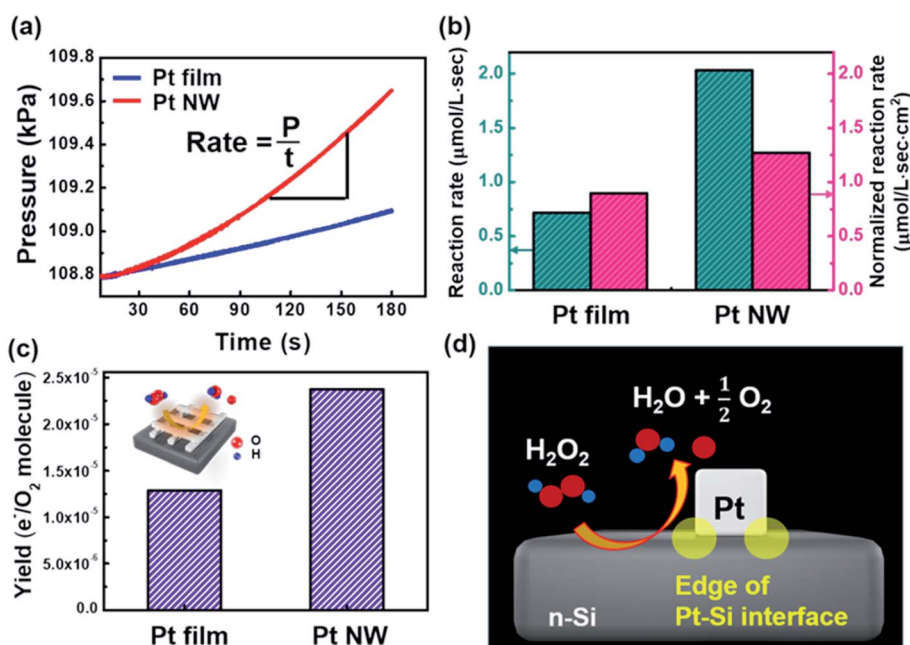 (a)
Pt film
Pt NW
Rate = P/t
109.6
109.4
109.2
109.0
108.8
Pressure (kPa)
30 60 90 120 150 180
Time (s)
(b)
2.0
1.5
1.0
0.5
0.0
Reaction rate (μmol/L·sec)
2.0
1.5
1.0
0.5
0.0
Normalized reaction rate
(μmol/L·sec·cm²)
Pt film Pt NW
(c)
2.5x10⁻⁵
2.0x10⁻⁵
1.5x10⁻⁵
1.0x10⁻⁵
5.0x10⁻⁶
0.0
Yield (e⁻/O₂ molecule)
O
H
Pt film Pt NW
(d)
H₂O + ½ O₂
H₂O₂
Pt
Edge of
n-Si Pt-Si interface